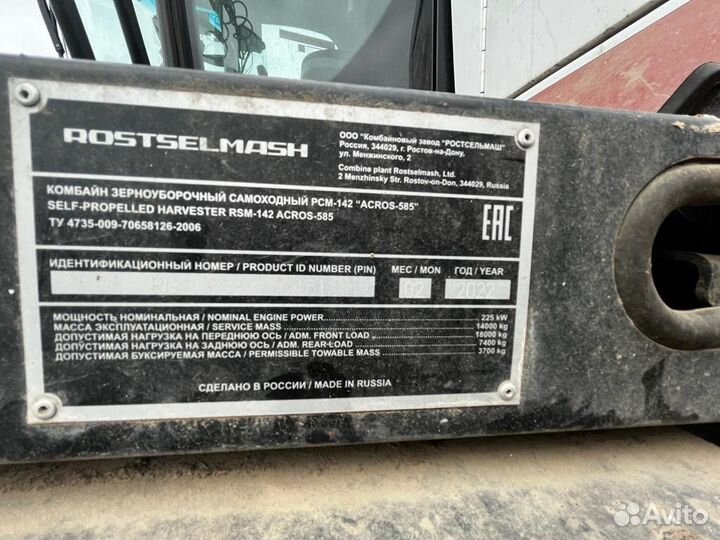 ROSTSELMASH
ООО "Комбайновый завод "РОСТСЕЛЬМАШ"
Россия, 344029, г. Ростов-на-Дону,
ул. Менжинского, 2
Combine plant Rostselmash, Ltd.
2 Menzhinsky Str. Rostov-on-Don, 344029, Russia
КОМБАЙН ЗЕРНОУБОРОЧНЫЙ САМОХОДНЫЙ РСМ-142 "ACROS-585"
SELF-PROPELLED HARVESTER RSM-142 ACROS-585
ТУ 4735-009-70658126-2006
EAC
ИДЕНТИФИКАЦИОННЫЙ НОМЕР / PRODUCT ID NUMBER (PIN) МЕС / MON ГОД / YEAR
02 2022
МОЩНОСТЬ НОМИНАЛЬНАЯ / NOMINAL ENGINE POWER 225 kW
МАССА ЭКСПЛУАТАЦИОННАЯ / SERVICE MASS 14000 kg
ДОПУСТИМАЯ НАГРУЗКА НА ПЕРЕДНЮЮ ОСЬ / ADM. FRONT LOAD 18000 kg
ДОПУСТИМАЯ НАГРУЗКА НА ЗАДНЮЮ ОСЬ / ADM. REAR-LOAD 7400 kg
ДОПУСТИМАЯ БУКСИРУЕМАЯ МАССА / PERMISSIBLE TOWABLE MASS 3700 kg
СДЕЛАНО В РОССИИ / MADE IN RUSSIA
Avito